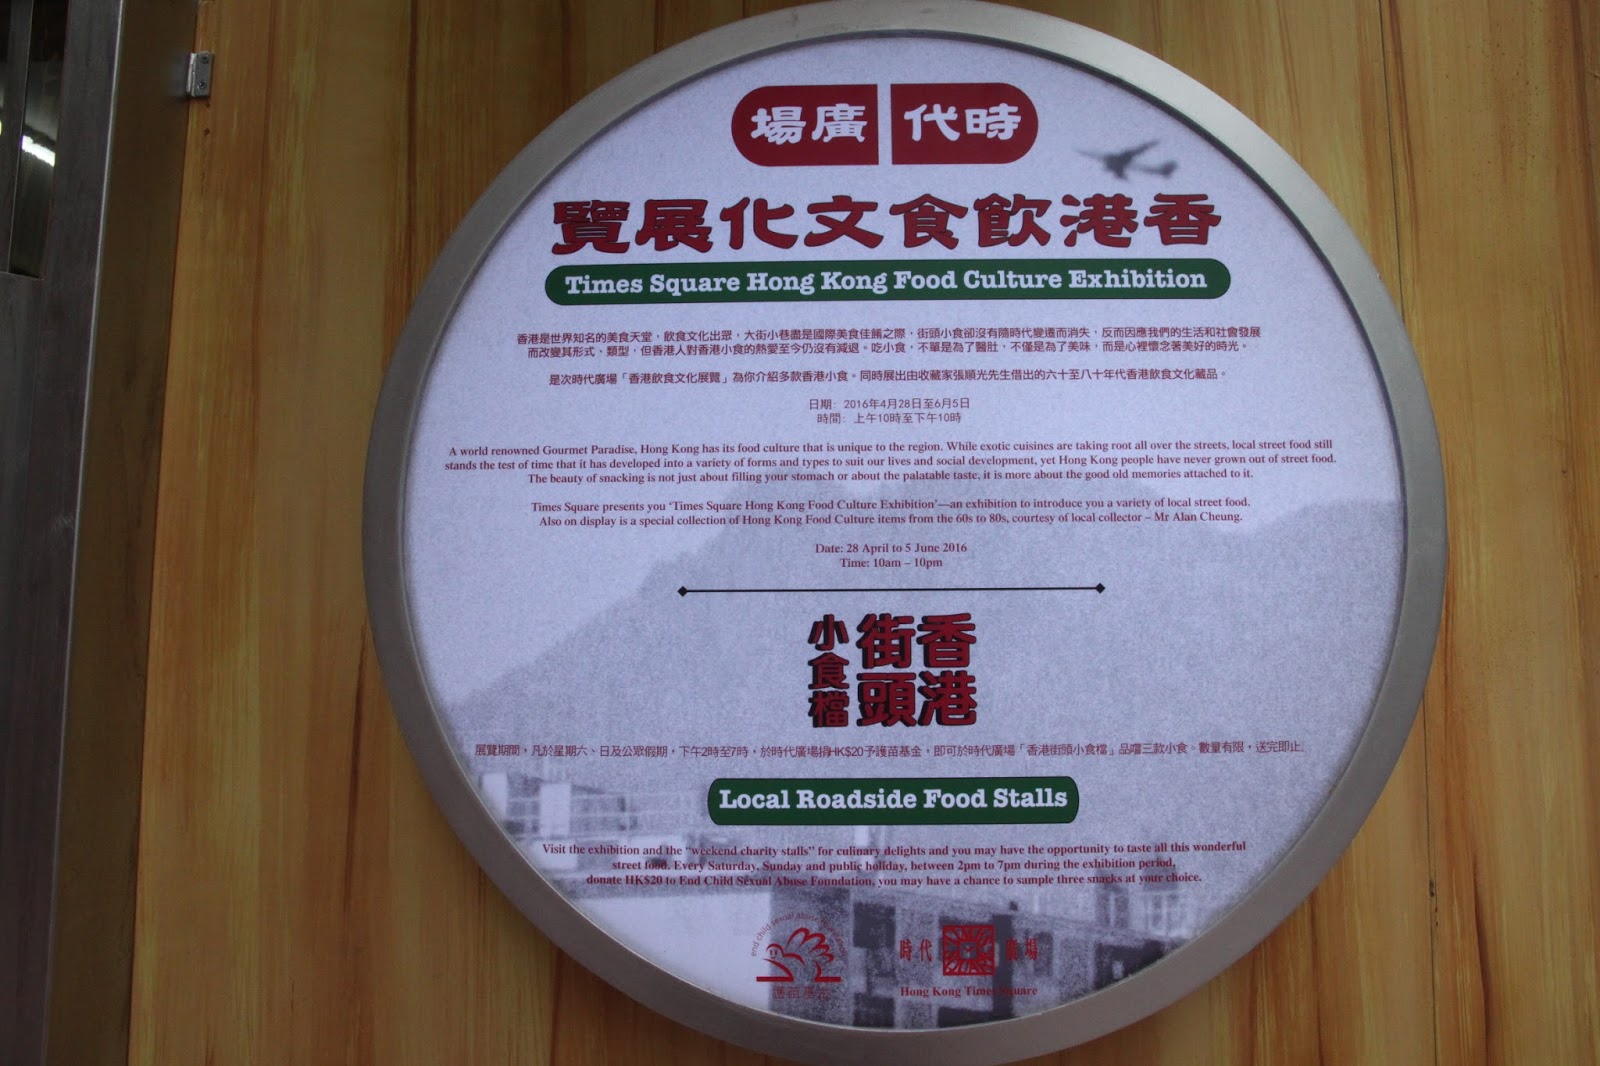 時代廣場
香港飲食文化展覽
Times Square Hong Kong Food Culture Exhibition
香港是世界知名的美食天堂，飲食文化出眾，大街小巷盡是國際美食佳餚之際，街頭小食卻沒有隨時代變遷而消失，反而因應我們的生活和社會發展
而改變其形式、類型，但香港人對香港小食的熱愛至今仍沒有減退。吃小食，不單是為了醫肚，不僅是為了美味，而是心裡懷念著美好的時光。
是次時代廣場「香港飲食文化展覽」為你介紹多款香港小食。同時展出由收藏家張順光先生借出的六十至八十年代香港飲食文化藏品。
日期: 2016年4月28日至6月5日
時間: 上午10時至下午10時
A world renowned Gourmet Paradise, Hong Kong has its food culture that is unique to the region. While exotic cuisines are taking root all over the streets, local street food still
stands the test of time that it has developed into a variety of forms and types to suit our lives and social development, yet Hong Kong people have never grown out of street food.
The beauty of snacking is not just about filling your stomach or about the palatable taste, it is more about the good old memories attached to it.
Times Square presents you ‘Times Square Hong Kong Food Culture Exhibition’—an exhibition to introduce you a variety of local street food.
Also on display is a special collection of Hong Kong Food Culture items from the 60s to 80s, courtesy of local collector – Mr Alan Cheung.
Date: 28 April to 5 June 2016
Time: 10am – 10pm
香港
街頭
小食檔
展覽期間，凡於星期六、日及公眾假期，下午2時至7時，於時代廣場捐HK$20予護苗基金，即可於時代廣場「香港街頭小食檔」品嚐三款小食。數量有限，送完即止。
Local Roadside Food Stalls
Visit the exhibition and the “weekend charity stalls” for culinary delights and you may have the opportunity to taste all this wonderful
street food. Every Saturday, Sunday and public holiday, between 2pm to 7pm during the exhibition period,
donate HK$20 to End Child Sexual Abuse Foundation, you may have a chance to sample three snacks at your choice.
end child sexual abuse
護苗基金
時代廣場
Hong Kong Times Square